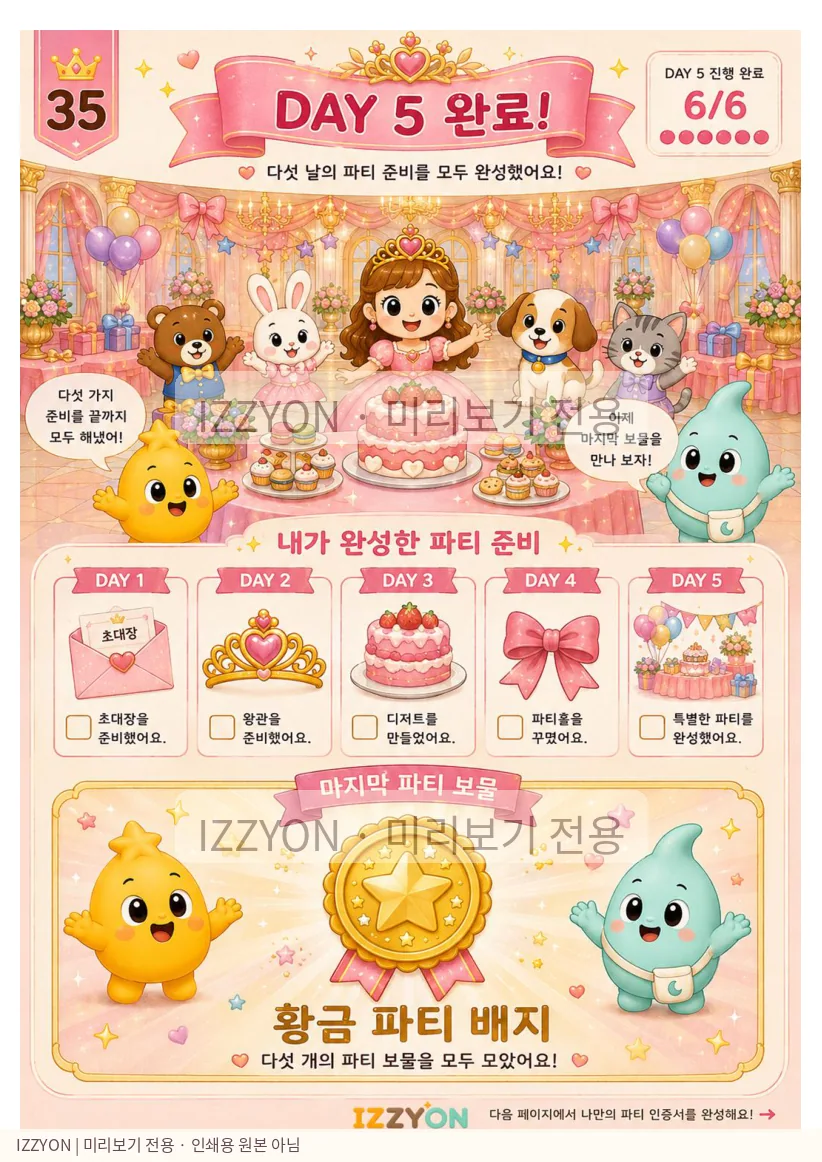 35
DAY 5 완료!
DAY 5 진행 완료
6/6
다섯 날의 파티 준비를 모두 완성했어요!
다섯 가지
준비를 끝까지
모두 해냈어!
IZZYON · 미리보기 전용
이제
마지막 보물을
만나 보자!
내가 완성한 파티 준비
DAY 1
DAY 2
DAY 3
DAY 4
DAY 5
초대장
초대장을
준비했어요.
왕관을
준비했어요.
디저트를
만들었어요.
파티홀을
꾸몄어요.
특별한 파티를
완성했어요.
마지막 파티 보물
IZZYON · 미리보기 전용
황금 파티 배지
다섯 개의 파티 보물을 모두 모았어요!
IZZYON
다음 페이지에서 나만의 파티 인증서를 완성해요! →
IZZYON | 미리보기 전용 · 인쇄용 원본 아님